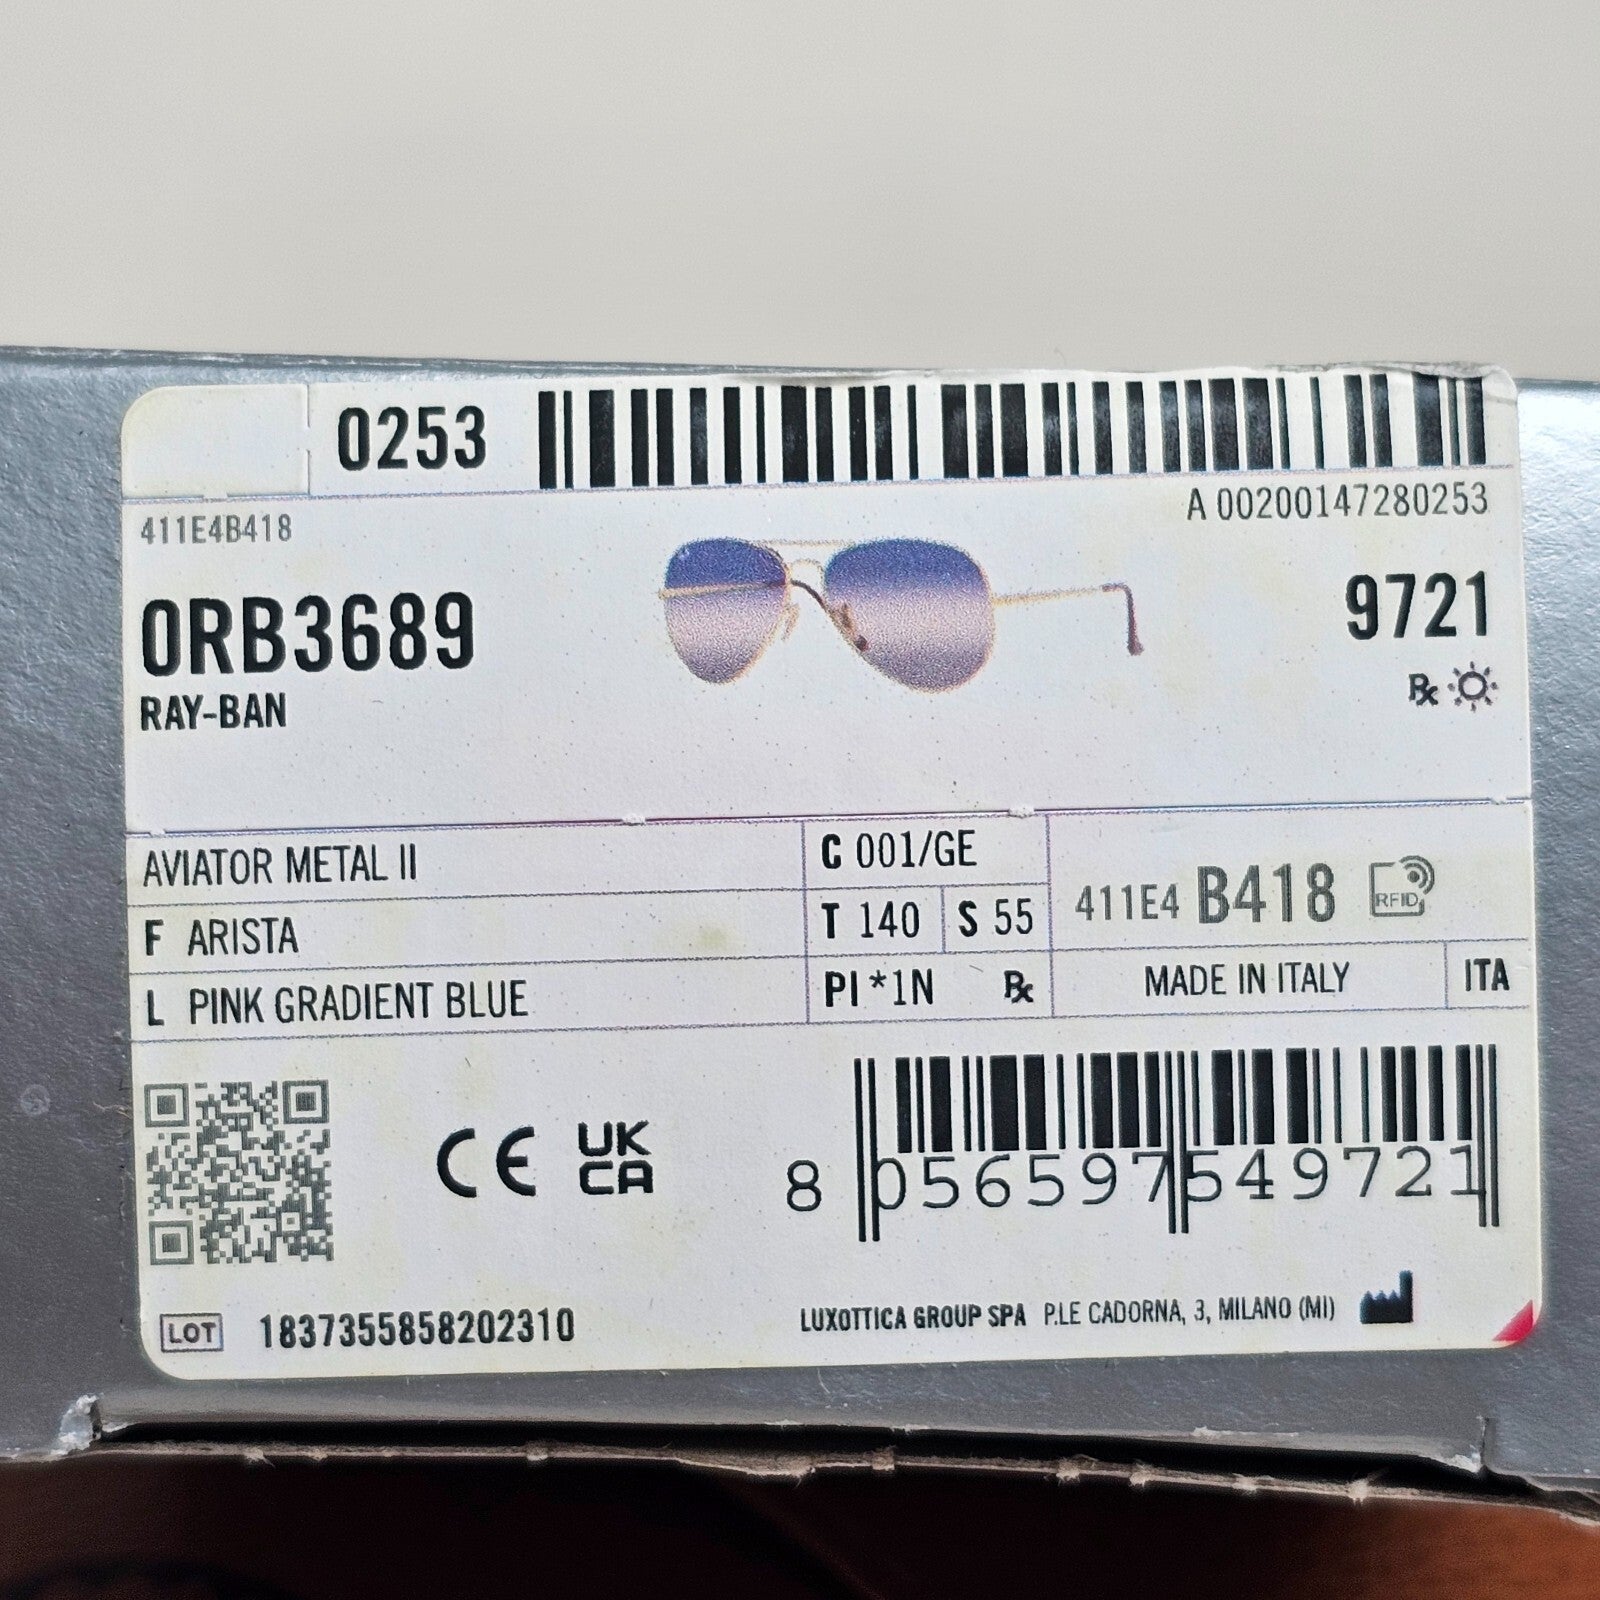 0253
A 00200147280253
411E4B418
0RB3689
9721
RAY-BAN
Rx
AVIATOR METAL II
C 001/GE
F ARISTA
T 140 S 55
411E4 B418 RFID
L PINK GRADIENT BLUE
PI *1N Rx
MADE IN ITALY ITA
CE UK CA
8 056597 549721
LOT 1837355858202310
LUXOTTICA GROUP SPA P.LE CADORNA, 3, MILANO (MI)